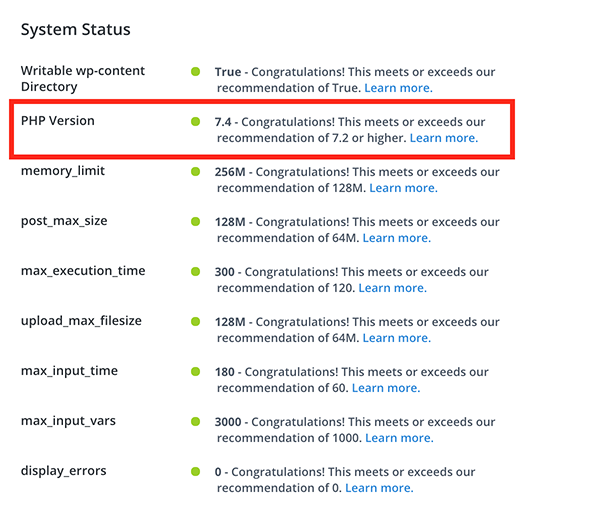 System Status
Writable wp-content
Directory
True - Congratulations! This meets or exceeds our
recommendation of True. Learn more.
PHP Version
7.4 - Congratulations! This meets or exceeds our
recommendation of 7.2 or higher. Learn more.
memory_limit
256M - Congratulations! This meets or exceeds our
recommendation of 128M. Learn more.
post_max_size
128M - Congratulations! This meets or exceeds our
recommendation of 64M. Learn more.
max_execution_time
300 - Congratulations! This meets or exceeds our
recommendation of 120. Learn more.
upload_max_filesize
128M - Congratulations! This meets or exceeds our
recommendation of 64M. Learn more.
max_input_time
180 - Congratulations! This meets or exceeds our
recommendation of 60. Learn more.
max_input_vars
3000 - Congratulations! This meets or exceeds our
recommendation of 1000. Learn more.
display_errors
0 - Congratulations! This meets or exceeds our
recommendation of 0. Learn more.